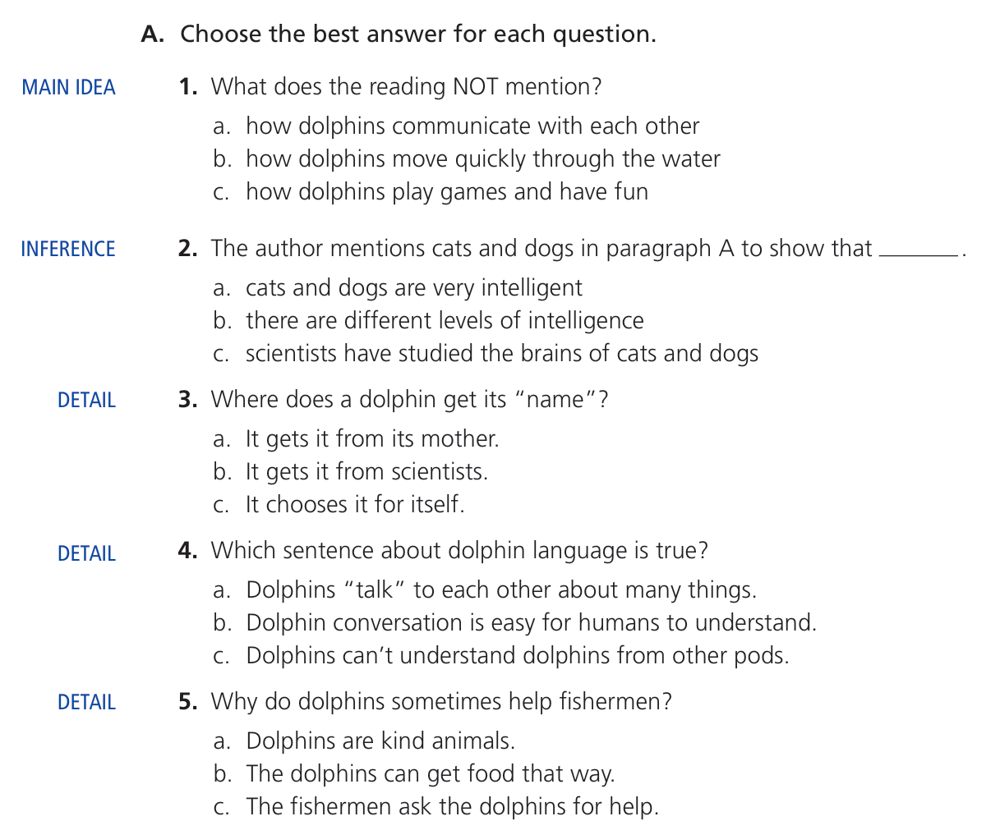 A. Choose the best answer for each question.
MAIN IDEA 1. What does the reading NOT mention?
a. how dolphins communicate with each other
b. how dolphins move quickly through the water
c. how dolphins play games and have fun
INFERENCE 2. The author mentions cats and dogs in paragraph A to show that ______.
a. cats and dogs are very intelligent
b. there are different levels of intelligence
c. scientists have studied the brains of cats and dogs
DETAIL 3. Where does a dolphin get its “name”?
a. It gets it from its mother.
b. It gets it from scientists.
c. It chooses it for itself.
DETAIL 4. Which sentence about dolphin language is true?
a. Dolphins “talk” to each other about many things.
b. Dolphin conversation is easy for humans to understand.
c. Dolphins can’t understand dolphins from other pods.
DETAIL 5. Why do dolphins sometimes help fishermen?
a. Dolphins are kind animals.
b. The dolphins can get food that way.
c. The fishermen ask the dolphins for help.